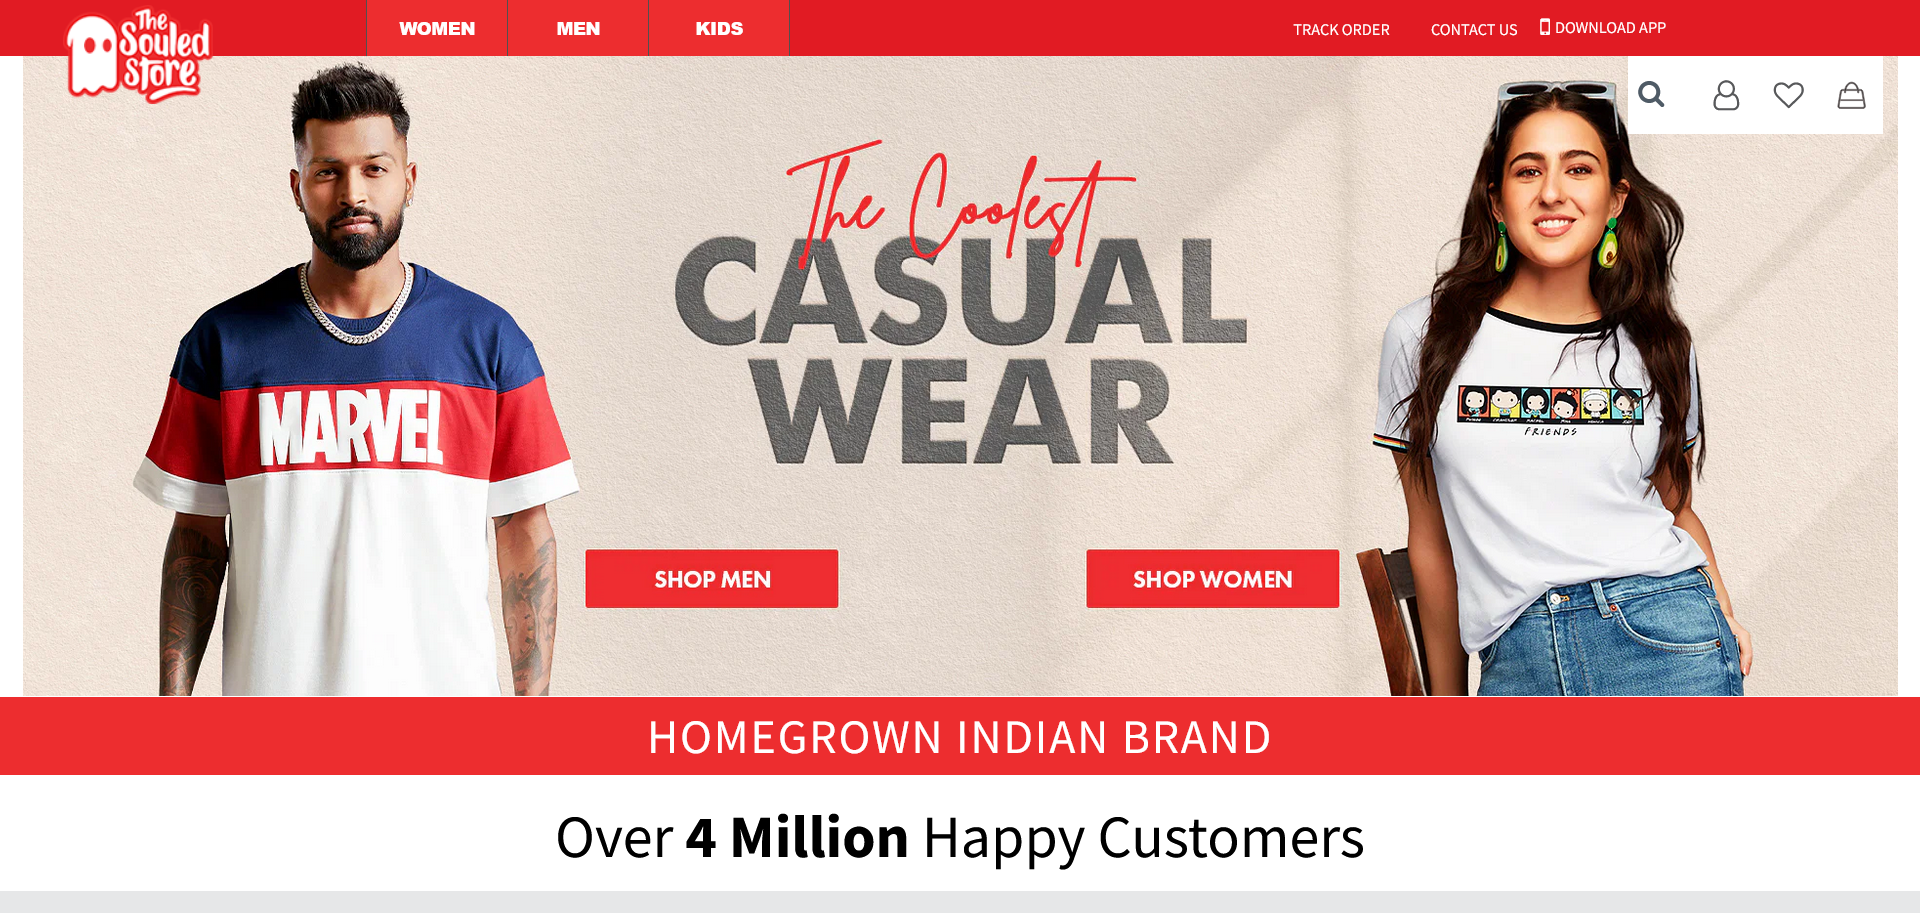 The
Souled
Store
WOMEN
MEN
KIDS
TRACK ORDER
CONTACT US
DOWNLOAD APP
The Coolest
CASUAL
WEAR
MARVEL
FRIENDS
SHOP MEN
SHOP WOMEN
HOMEGROWN INDIAN BRAND
Over 4 Million Happy Customers